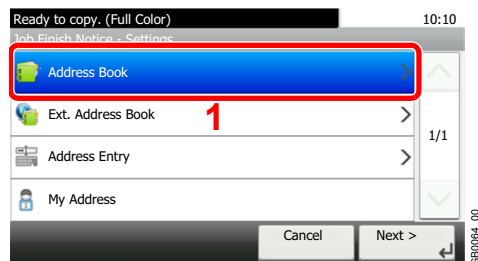 Ready to copy. (Full Color) 10:10
Job Finish Notice - Settings
Address Book
Ext. Address Book
1
1/1
Address Entry
My Address
Cancel Next >
GB0064_00